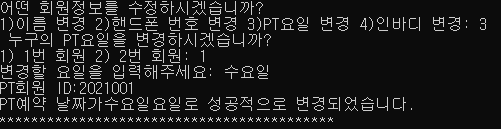 어떤 회원정보를 수정하시겠습니까?
1)이름 변경 2)핸드폰 번호 변경 3)PT요일 변경 4)인바디 변경: 3
누구의 PT요일을 변경하시겠습니까?
1) 1번 회원 2) 2번 회원: 1
변경할 요일을 입력해주세요: 수요일
PT회원 ID:2021001
PT예약 날짜가수요일요일로 성공적으로 변경되었습니다.
******************************************